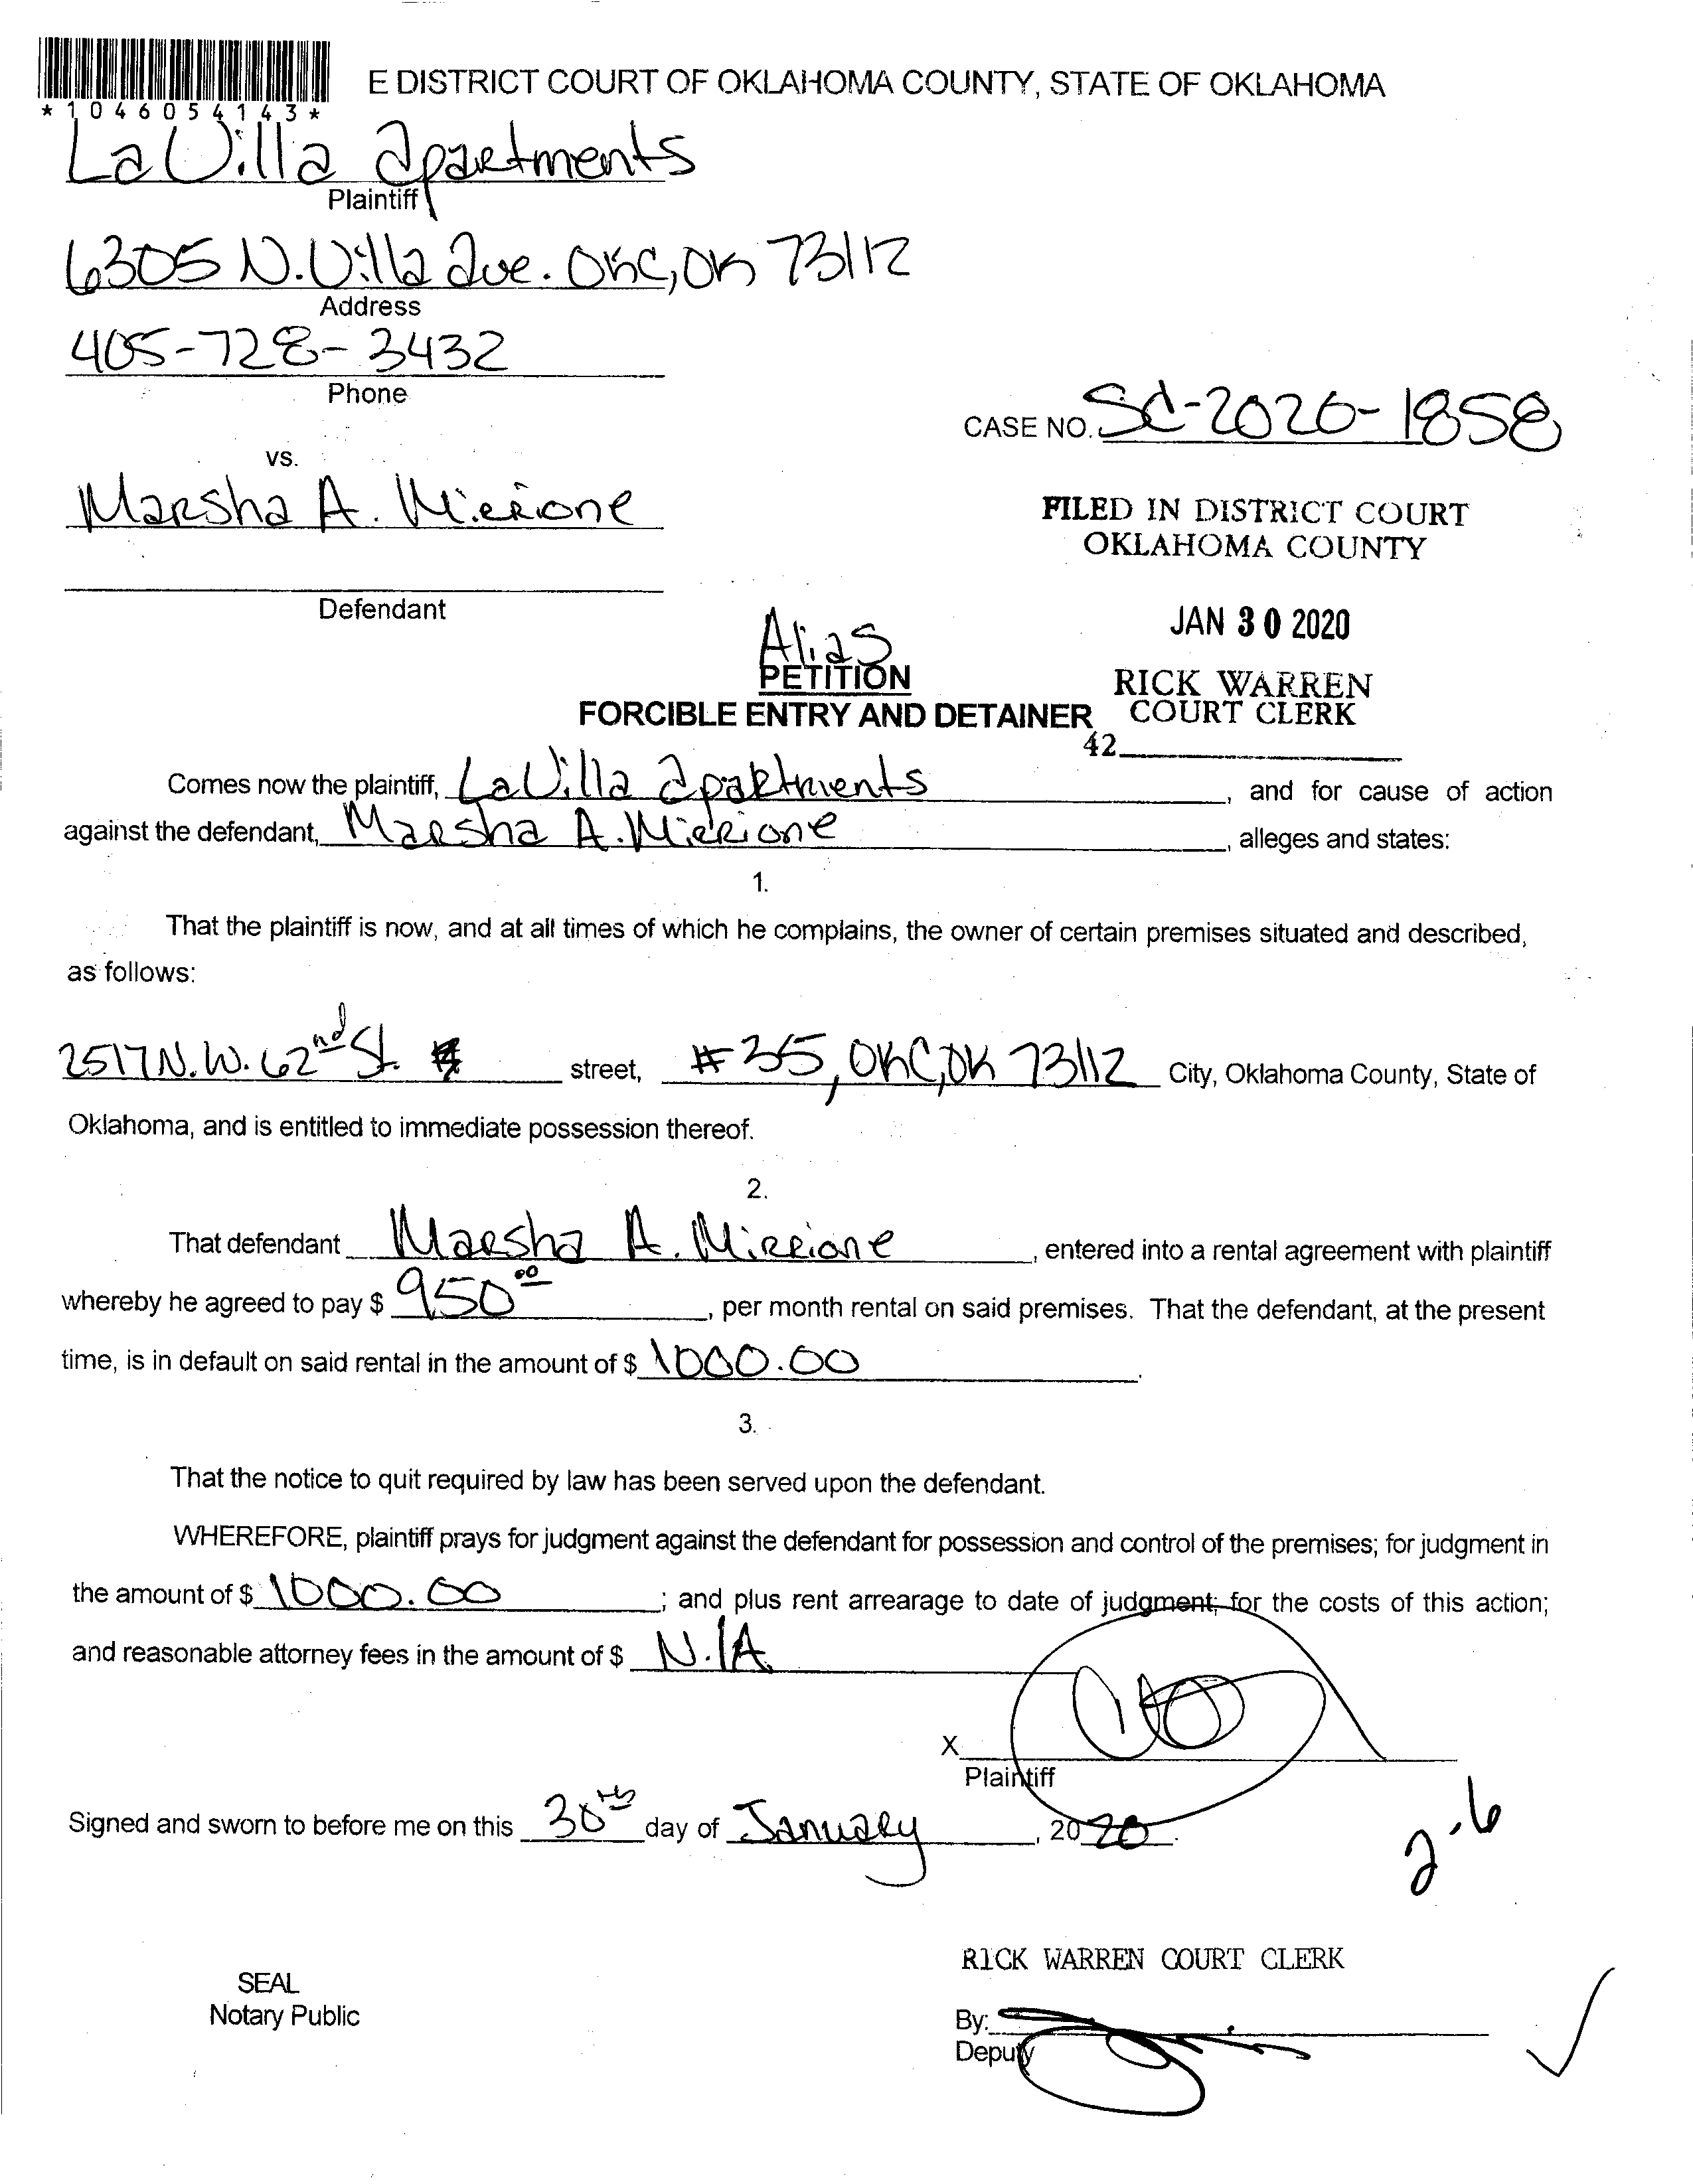 E DISTRICT COURT OF OKLAHOMA COUNTY, STATE OF OKLAHOMA
*1046054143*
LaVilla apartments
Plaintiff
6305 N. Villa ave. OKC, OK 73112
Address
405-728-3432
Phone
CASE NO. SC-2020-1858
vs.
Marsha A. Mirrione
FILED IN DISTRICT COURT
OKLAHOMA COUNTY
Defendant
JAN 30 2020
Alias
PETITION
RICK WARREN
FORCIBLE ENTRY AND DETAINER
COURT CLERK
42
Comes now the plaintiff, LaVilla apartments, and for cause of action
against the defendant, Marsha A. Mirrione, alleges and states:
1.
That the plaintiff is now, and at all times of which he complains, the owner of certain premises situated and described,
as follows:
2517 N.W. 62nd St. street, #35, OKC, OK 73112 City, Oklahoma County, State of
Oklahoma, and is entitled to immediate possession thereof.
2.
That defendant Marsha A. Mirrione, entered into a rental agreement with plaintiff
whereby he agreed to pay $ 950.00, per month rental on said premises. That the defendant, at the present
time, is in default on said rental in the amount of $ 1000.00.
3.
That the notice to quit required by law has been served upon the defendant.
WHEREFORE, plaintiff prays for judgment against the defendant for possession and control of the premises; for judgment in
the amount of $ 1000.00; and plus rent arrearage to date of judgment; for the costs of this action;
and reasonable attorney fees in the amount of $ N/A
X
Plaintiff
Signed and sworn to before me on this 30th day of January, 2020.
2-6
RICK WARREN COURT CLERK
SEAL
Notary Public
By:
Deputy